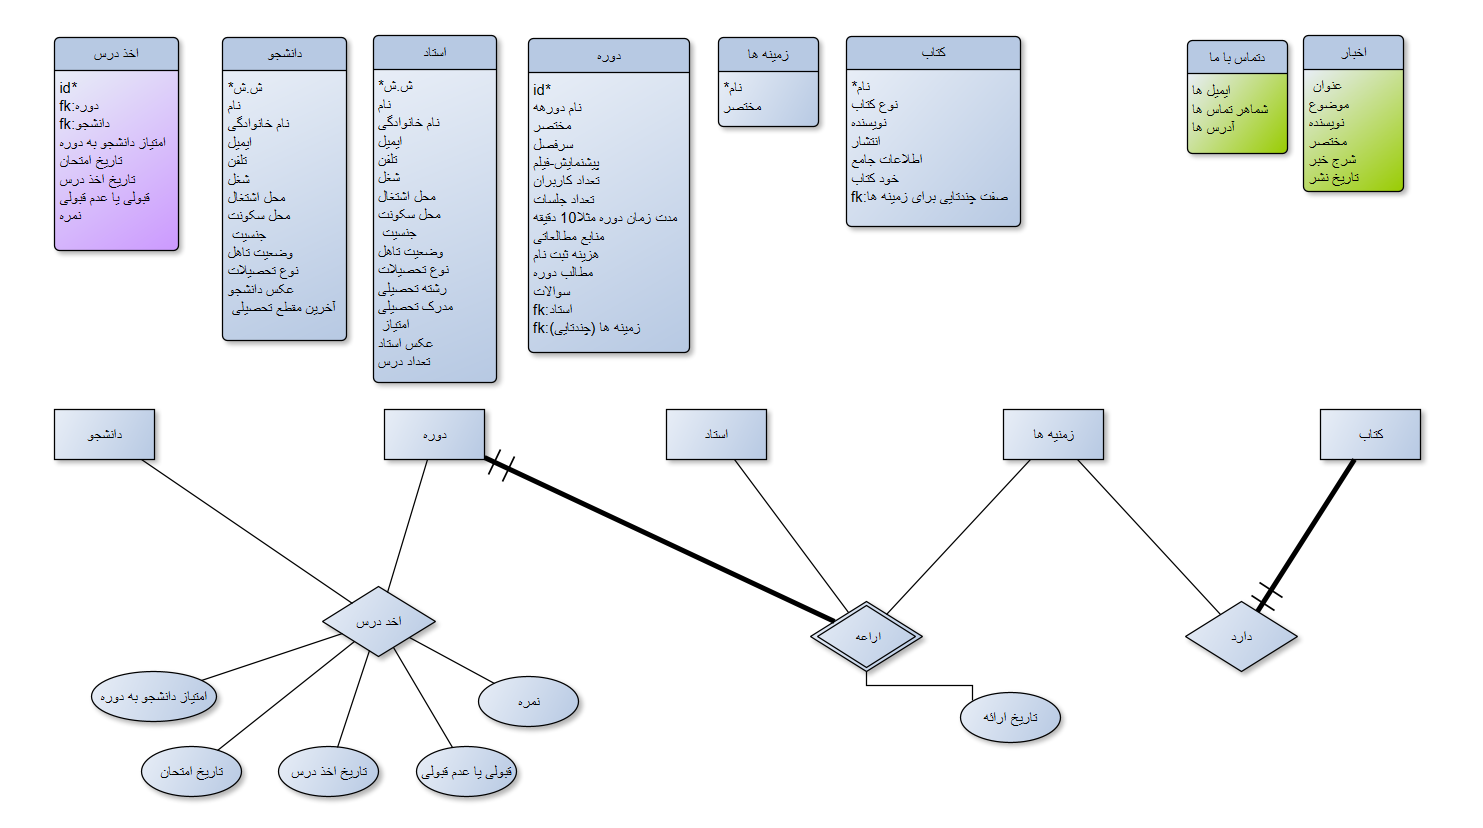 اخذ درس
id*
fk:دوره
fk:دانشجو
امتیاز دانشجو به دوره
تاریخ امتحان
تاریخ اخذ درس
قبولی یا عدم قبولی
نمره
دانشجو
*ش.ش
نام
نام خانوادگی
ایمیل
تلفن
شغل
محل اشتغال
محل سکونت
جنسیت
وضعیت تاهل
نوع تحصیلات
عکس دانشجو
آخرین مقطع تحصیلی
استاد
*ش.ش
نام
نام خانوادگی
ایمیل
تلفن
شغل
محل اشتغال
محل سکونت
جنسیت
وضعیت تاهل
نوع تحصیلات
رشته تحصیلی
مدرک تحصیلی
امتیاز
عکس استاد
تعداد درس
دوره
id*
نام دورهه
مختصر
سرفصل
پیشنمایش-فیلم
تعداد کاربران
تعداد جلسات
مدت زمان دوره مثلا10 دقیقه
منابع مطالعاتی
هزینه ثبت نام
مطالب دوره
سوالات
fk:استاد
fk:زمینه ها (چندتایی)
زمینه ها
*نام
مختصر
کتاب
*نام
نوع کتاب
نویسنده
انتشار
اطلاعات جامع
خود کتاب
fk:صفت چندتایی برای زمینه ها
دتماس با ما
ایمیل ها
شماهر تماس ها
آدرس ها
اخبار
عنوان
موضوع
نویسنده
مختصر
شرح خبر
تاریخ نشر
دانشجو
دوره
استاد
زمنیه ها
کتاب
اخد درس
اراعه
دارد
امتیاز دانشجو به دوره
نمره
تاریخ ارائه
تاریخ امتحان
تاریخ اخذ درس
قبولی یا عدم قبولی